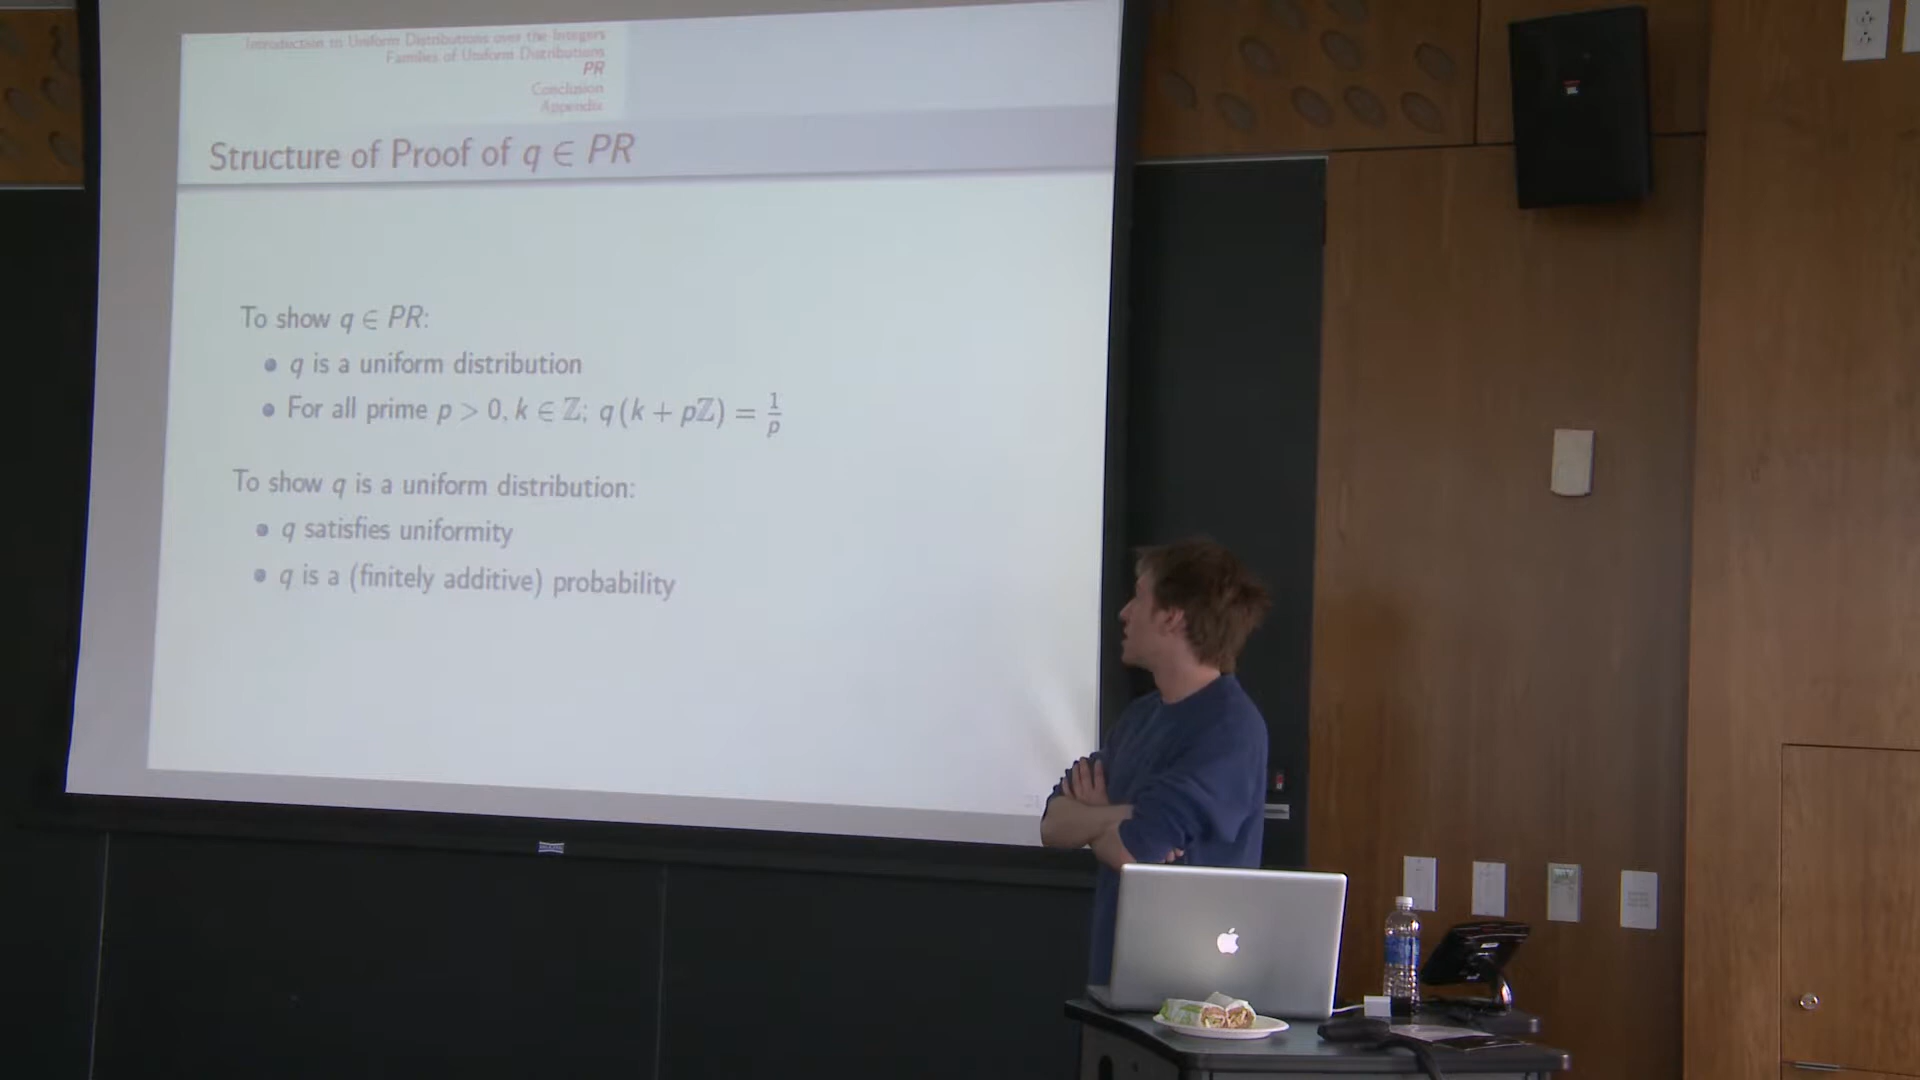 Introduction to Uniform Distributions over the Integers
Families of Uniform Distributions
PR
Conclusion
Appendix
Structure of Proof of q ∈ PR
To show q ∈ PR:
q is a uniform distribution
For all prime p > 0, k ∈ ℤ; q(k + pℤ) = 1/p
To show q is a uniform distribution:
q satisfies uniformity
q is a (finitely additive) probability